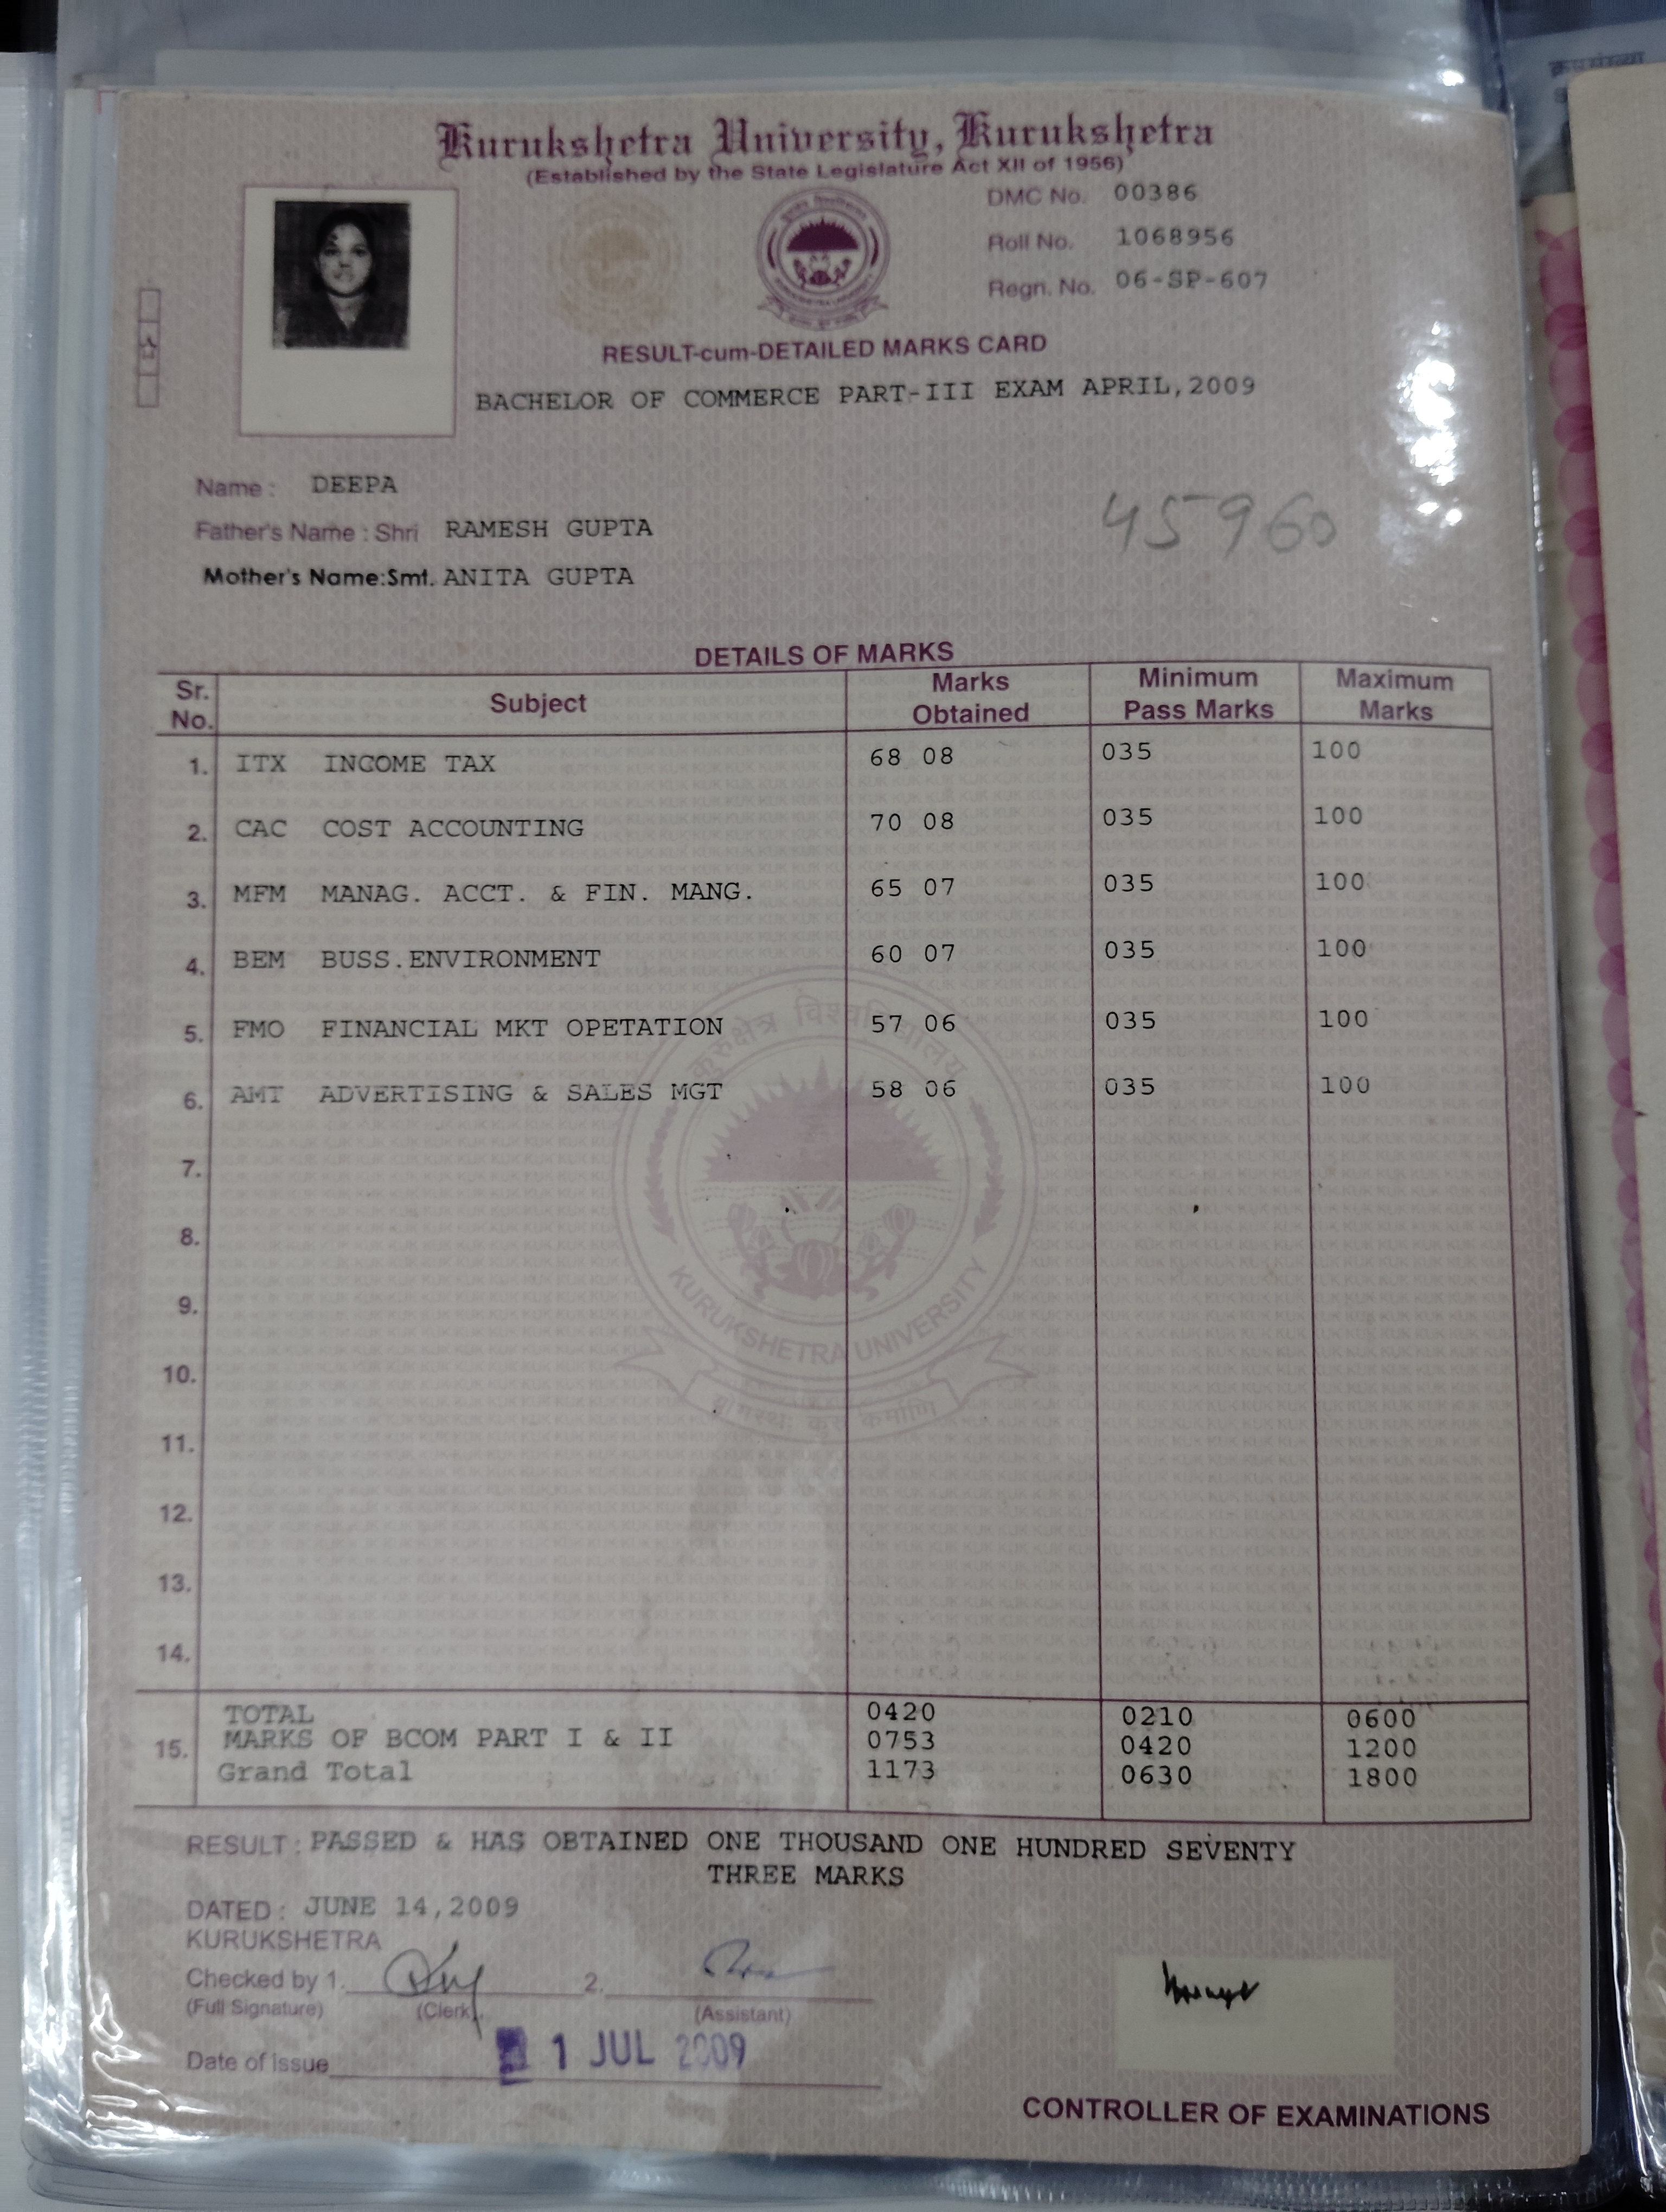 Kurukshetra University, Kurukshetra
(Established by the State Legislature Act XII of 1956)
DMC No. 00386
Roll No. 1068956
Regn. No. 06-SP-607
RESULT-cum-DETAILED MARKS CARD
BACHELOR OF COMMERCE PART-III EXAM APRIL,2009
Name : DEEPA
Father's Name : Shri RAMESH GUPTA
45960
Mother's Name:Smt. ANITA GUPTA
DETAILS OF MARKS
Sr. No. Subject Marks Obtained Minimum Pass Marks Maximum Marks
1. ITX INCOME TAX 68 08 035 100
2. CAC COST ACCOUNTING 70 08 035 100
3. MFM MANAG. ACCT. & FIN. MANG. 65 07 035 100
4. BEM BUSS.ENVIRONMENT 60 07 035 100
5. FMO FINANCIAL MKT OPETATION 57 06 035 100
6. AMT ADVERTISING & SALES MGT 58 06 035 100
7.
8.
9.
10.
11.
12.
13.
14.
कुरुक्षेत्र विश्वविद्यालय
KURUKSHETRA UNIVERSITY
TOTAL 0420 0210 0600
15. MARKS OF BCOM PART I & II 0753 0420 1200
Grand Total 1173 0630 1800
RESULT : PASSED & HAS OBTAINED ONE THOUSAND ONE HUNDRED SEVENTY
THREE MARKS
DATED : JUNE 14,2009
KURUKSHETRA
Checked by 1. 2.
(Full Signature) (Clerk) (Assistant)
Date of issue 1 JUL 2009
CONTROLLER OF EXAMINATIONS